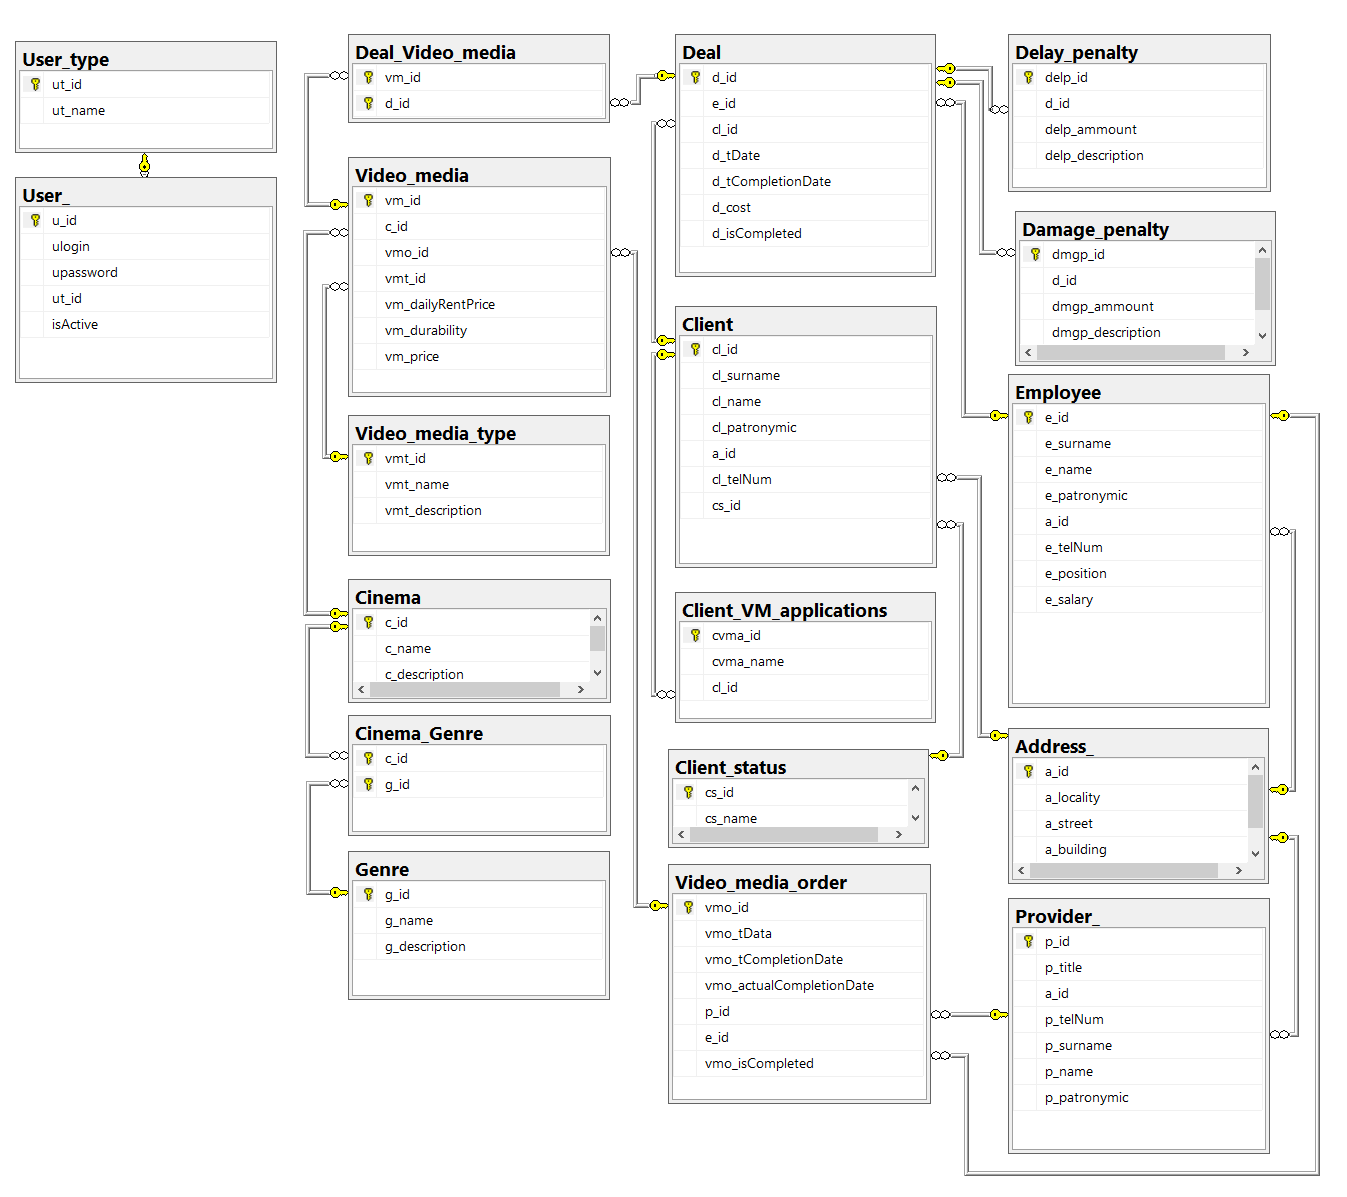 User_type
ut_id
ut_name
User_
u_id
ulogin
upassword
ut_id
isActive
Deal_Video_media
vm_id
d_id
Video_media
vm_id
c_id
vmo_id
vmt_id
vm_dailyRentPrice
vm_durability
vm_price
Video_media_type
vmt_id
vmt_name
vmt_description
Cinema
c_id
c_name
c_description
Cinema_Genre
c_id
g_id
Genre
g_id
g_name
g_description
Deal
d_id
e_id
cl_id
d_tDate
d_tCompletionDate
d_cost
d_isCompleted
Client
cl_id
cl_surname
cl_name
cl_patronymic
a_id
cl_telNum
cs_id
Client_VM_applications
cvma_id
cvma_name
cl_id
Client_status
cs_id
cs_name
Video_media_order
vmo_id
vmo_tData
vmo_tCompletionDate
vmo_actualCompletionDate
p_id
e_id
vmo_isCompleted
Delay_penalty
delp_id
d_id
delp_ammount
delp_description
Damage_penalty
dmgp_id
d_id
dmgp_ammount
dmgp_description
Employee
e_id
e_surname
e_name
e_patronymic
a_id
e_telNum
e_position
e_salary
Address_
a_id
a_locality
a_street
a_building
Provider_
p_id
p_title
a_id
p_telNum
p_surname
p_name
p_patronymic